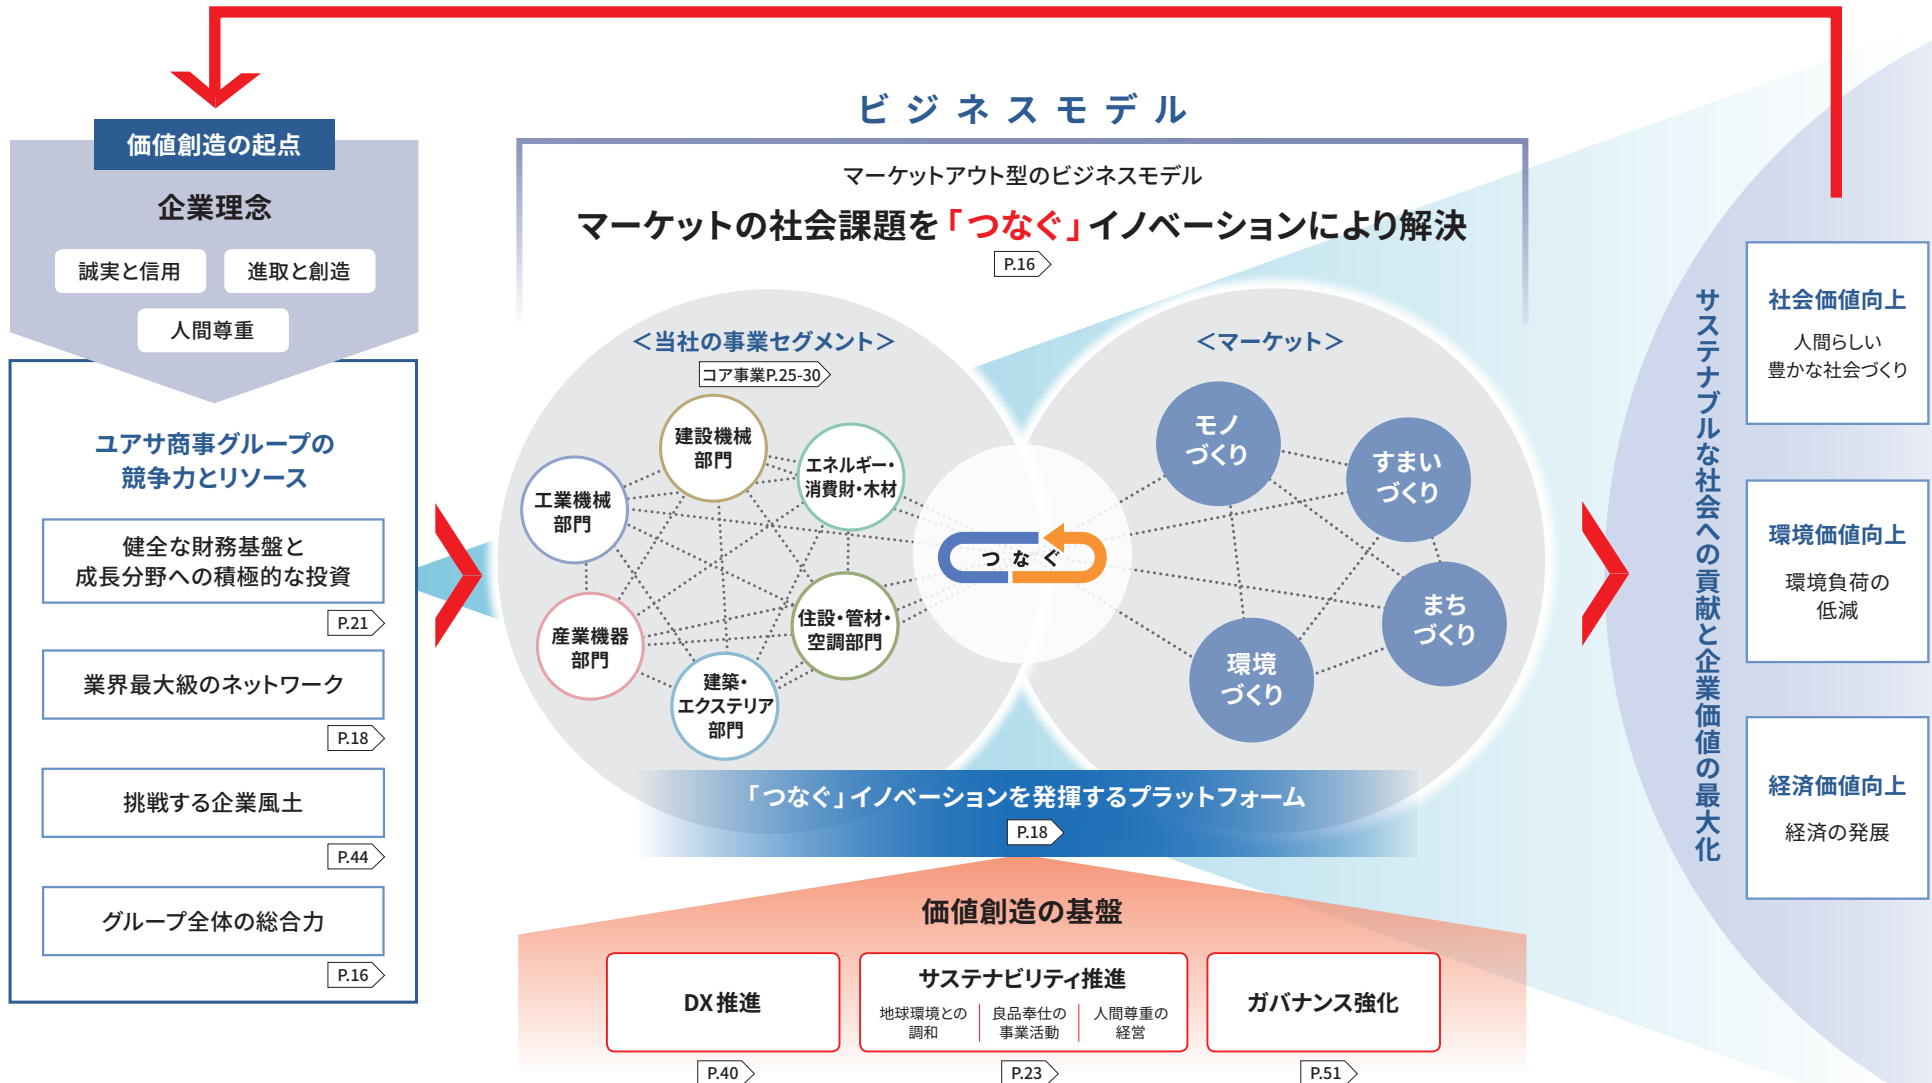 価値創造の起点
企業理念
誠実と信用
進取と創造
人間尊重
ユアサ商事グループの
競争力とリソース
健全な財務基盤と
成長分野への積極的な投資
P.21
業界最大級のネットワーク
P.18
挑戦する企業風土
P.44
グループ全体の総合力
P.16
ビジネスモデル
マーケットアウト型のビジネスモデル
マーケットの社会課題を「つなぐ」イノベーションにより解決
P.16
＜当社の事業セグメント＞
コア事業P.25-30
建設機械
部門
エネルギー・
消費財・木材
工業機械
部門
産業機器
部門
住設・管材・
空調部門
建築・
エクステリア
部門
つなぐ
＜マーケット＞
モノ
づくり
すまい
づくり
まち
づくり
環境
づくり
「つなぐ」イノベーションを発揮するプラットフォーム
P.18
価値創造の基盤
DX推進
P.40
サステナビリティ推進
地球環境との
調和
良品奉仕の
事業活動
人間尊重の
経営
P.23
ガバナンス強化
P.51
サステナブルな社会への貢献と企業価値の最大化
社会価値向上
人間らしい
豊かな社会づくり
環境価値向上
環境負荷の
低減
経済価値向上
経済の発展